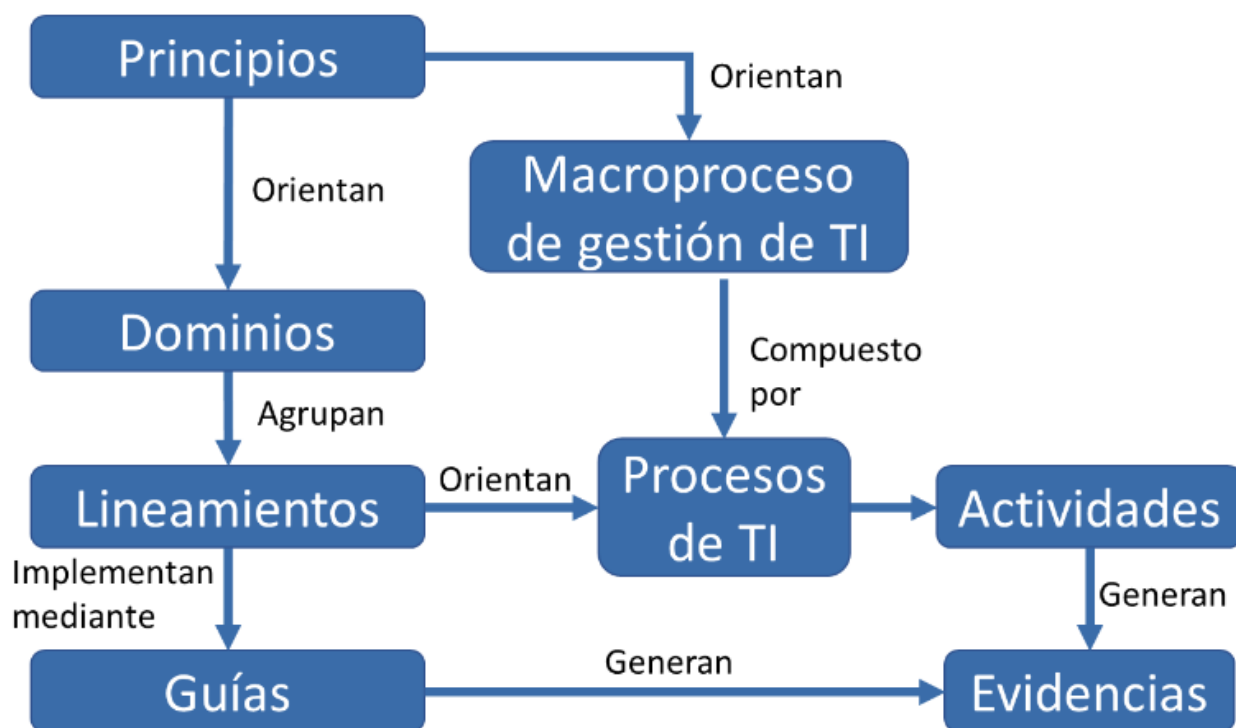 Principios
Orientan
Orientan
Macroproceso
de gestión de TI
Dominios
Compuesto
por
Agrupan
Lineamientos
Orientan
Procesos
de TI
Actividades
Implementan
mediante
Generan
Guías
Generan
Evidencias